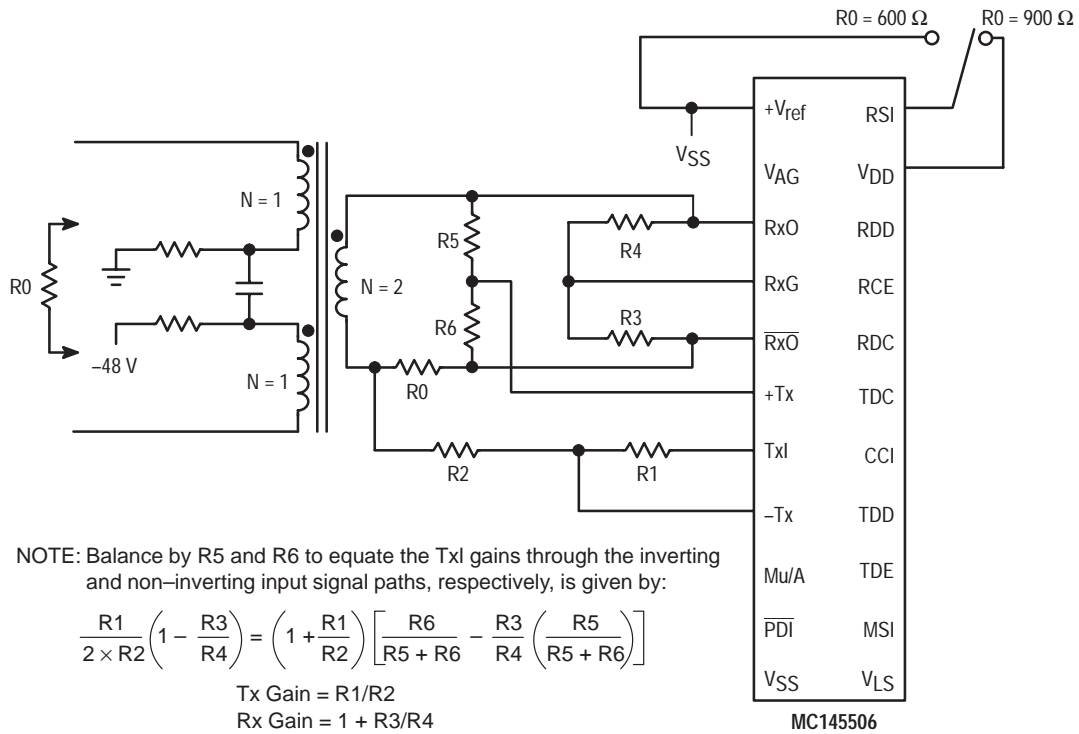 R0 = 600 Ω R0 = 900 Ω
+Vref RSI
VSS
VAG VDD
N = 1
RxO RDD
R5 R4
R0 N = 2 RxG RCE
R6 R3
RxO RDC
–48 V
N = 1 R0 +Tx TDC
TxI CCI
R2 R1
–Tx TDD
NOTE: Balance by R5 and R6 to equate the TxI gains through the inverting
and non–inverting input signal paths, respectively, is given by:
Mu/A TDE
R1/(2 × R2) (1 – R3/R4) = (1 + R1/R2) [R6/(R5 + R6) – R3/R4 (R5/(R5 + R6))]
PDI MSI
VSS VLS
Tx Gain = R1/R2
Rx Gain = 1 + R3/R4
MC145506